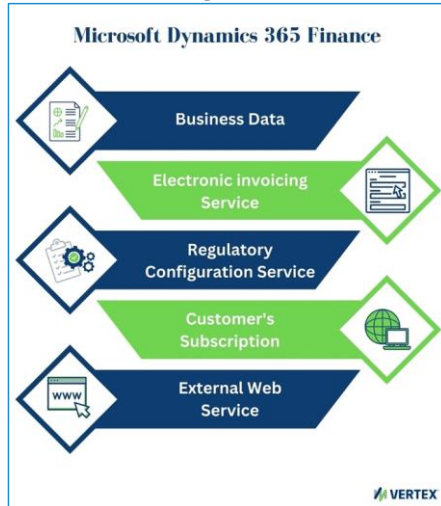 Microsoft Dynamics 365 Finance
Business Data
Electronic invoicing
Service
Regulatory
Configuration Service
Customer's
Subscription
www
External Web
Service
VERTEX